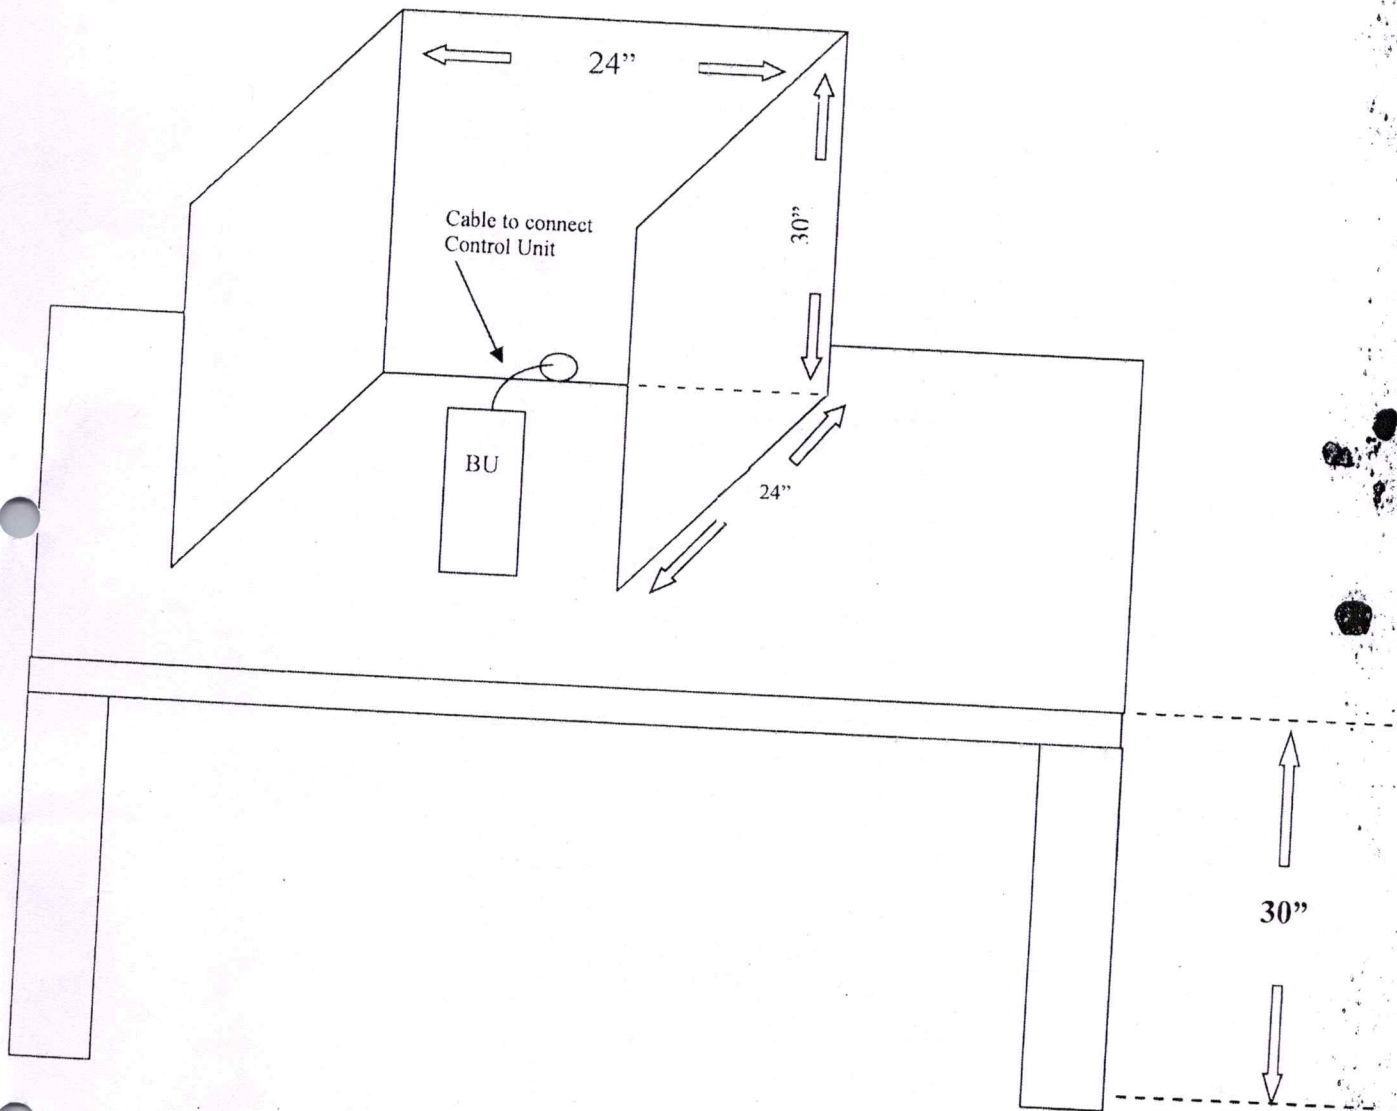 24”
30”
Cable to connect
Control Unit
BU
24”
30”